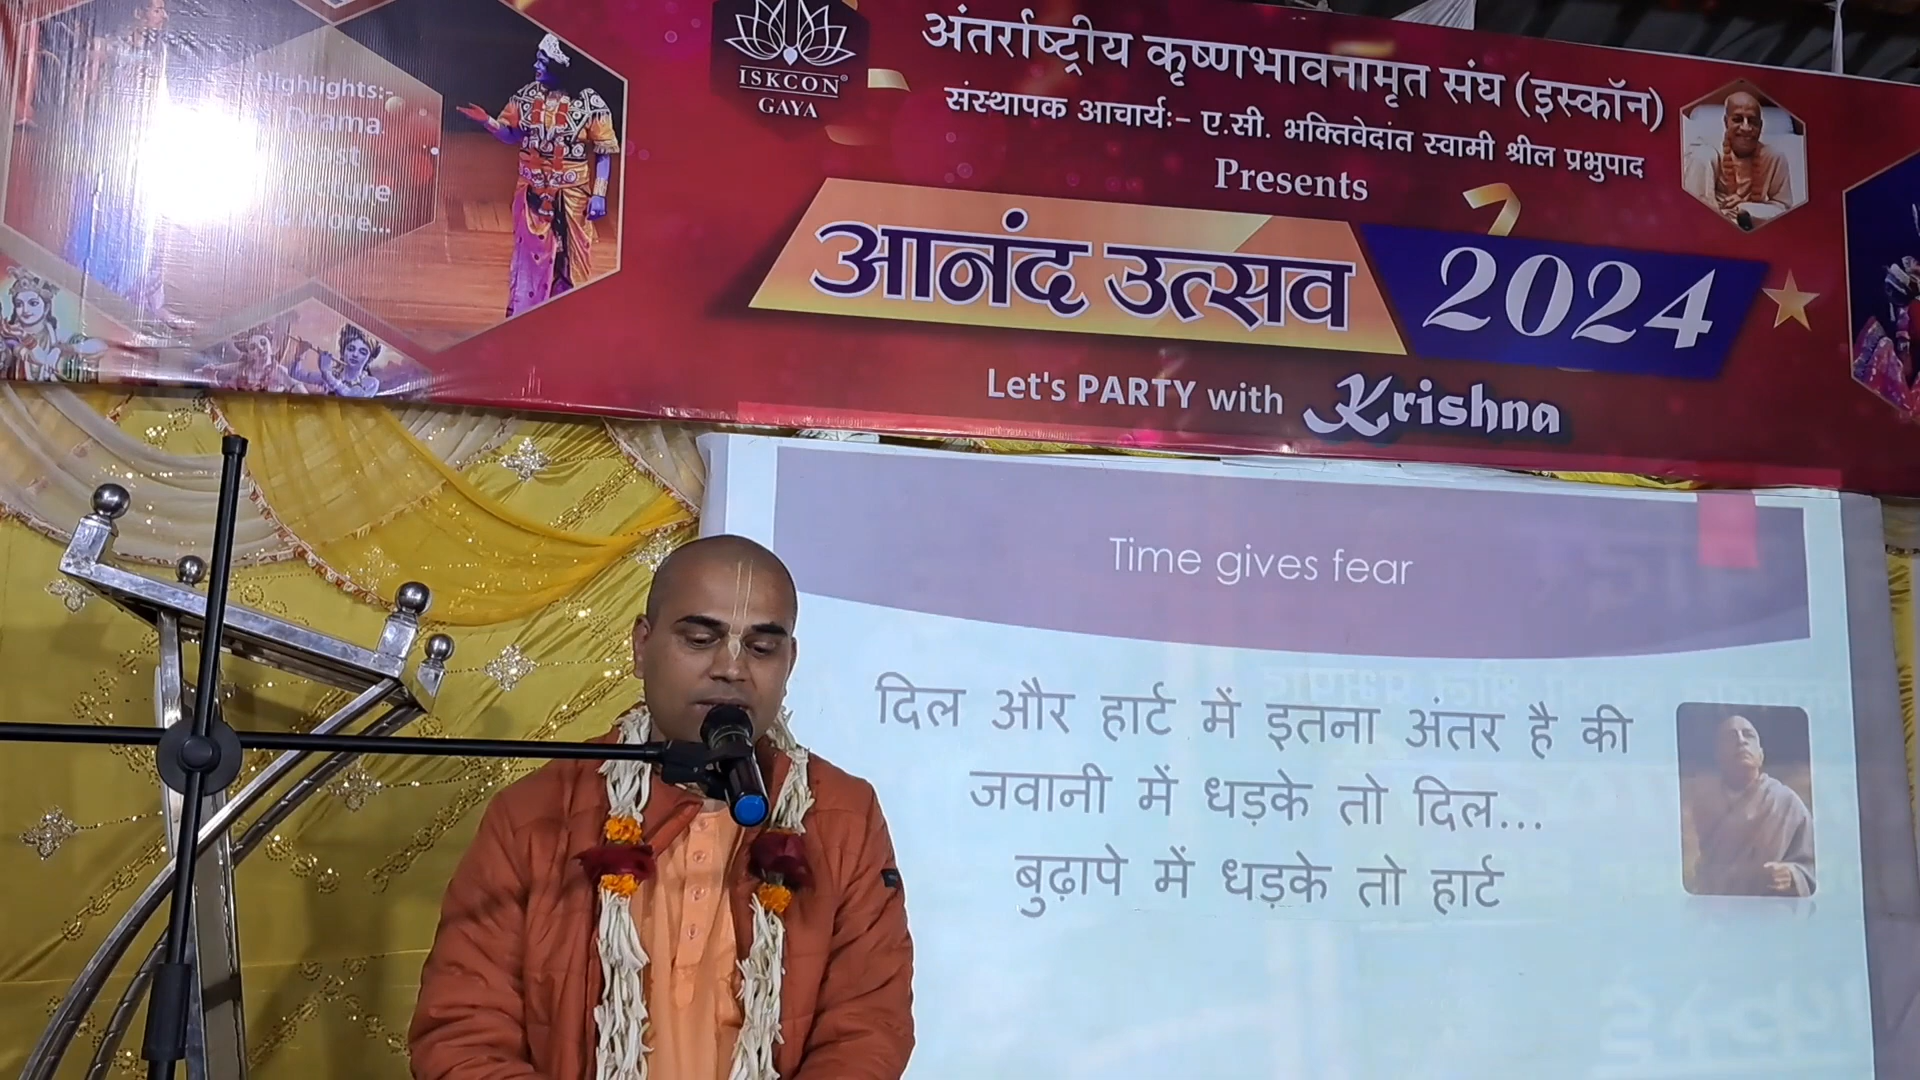 Highlights:-
Drama
ISKCON
GAYA
अंतर्राष्ट्रीय कृष्णभावनामृत संघ (इस्कॉन)
संस्थापक आचार्यः- ए.सी. भक्तिवेदांत स्वामी श्रील प्रभुपाद
Presents
आनंद उत्सव 2024
Let's PARTY with Krishna
Time gives fear
दिल और हार्ट में इतना अंतर है की
जवानी में धड़के तो दिल...
बुढ़ापे में धड़के तो हार्ट